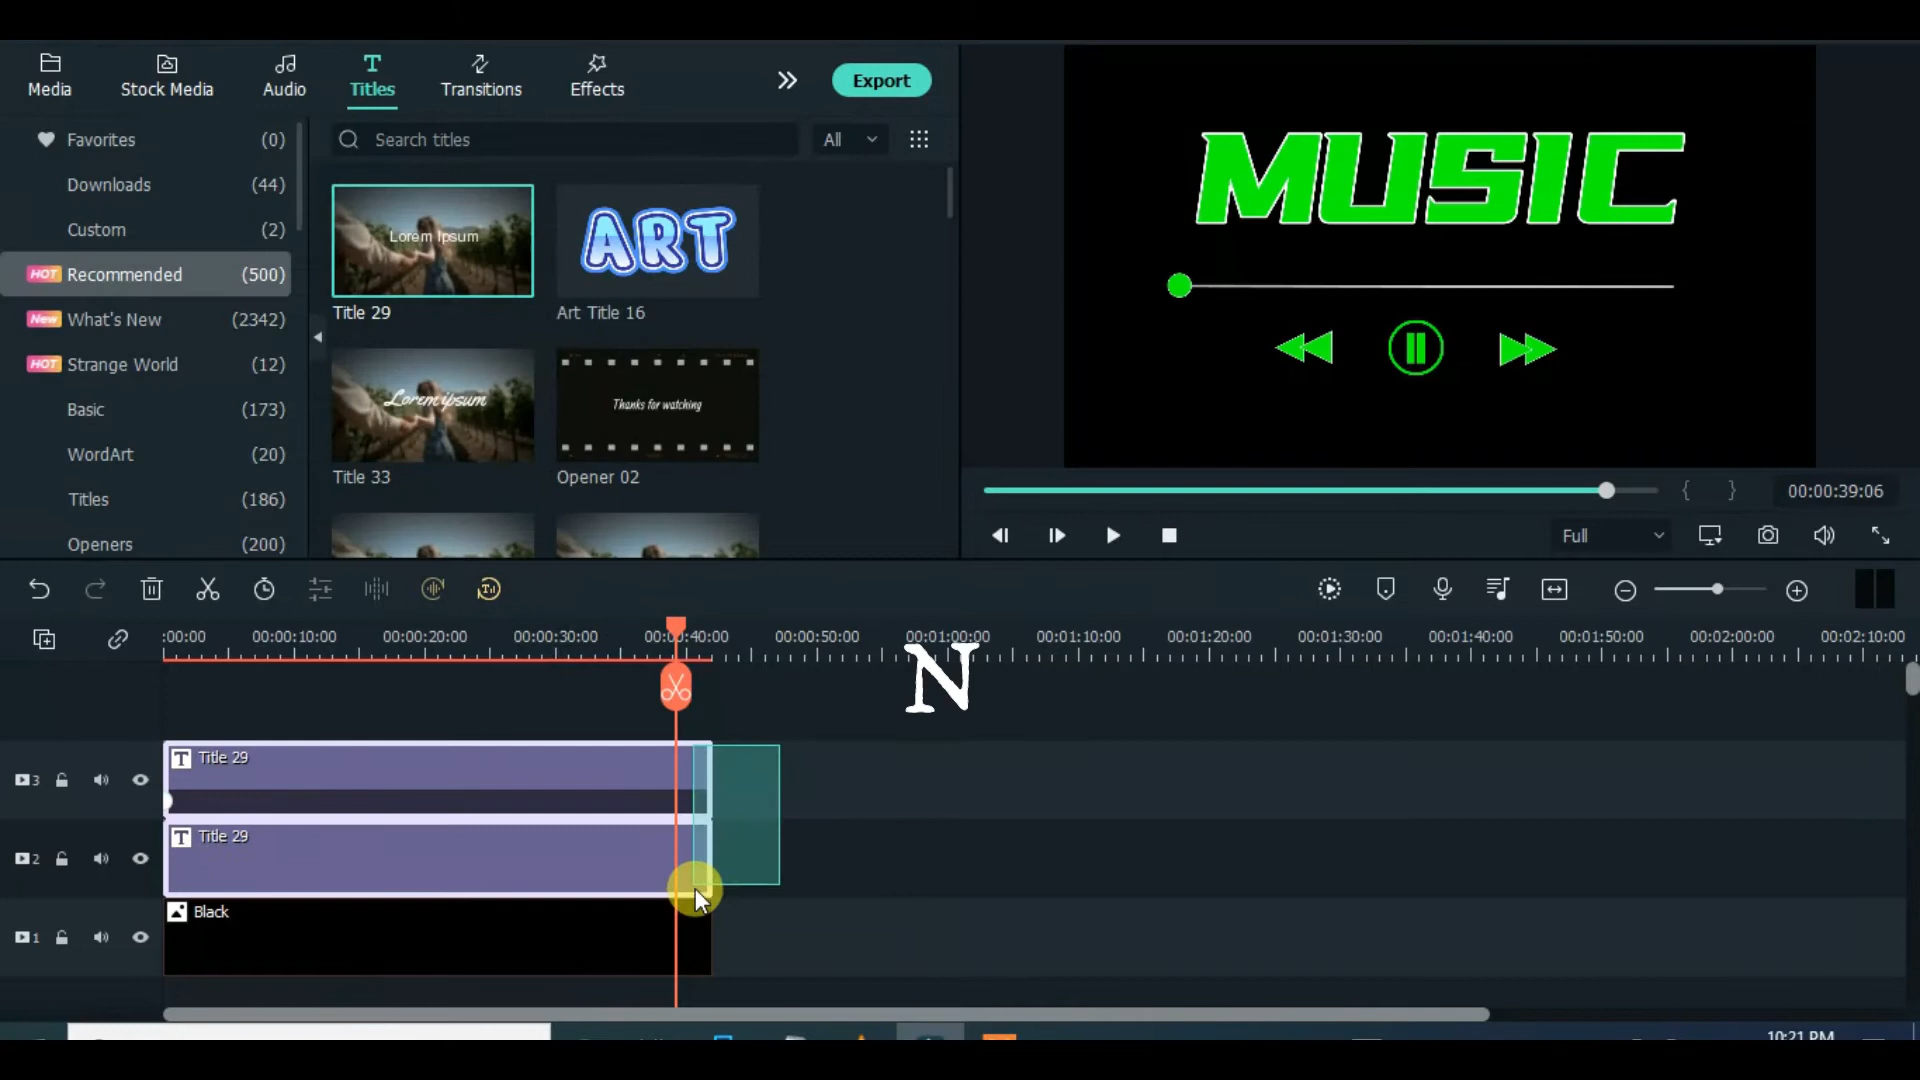 Media
Stock Media
Audio
Titles
Transitions
Effects
Export
Favorites (0)
Downloads (44)
Custom (2)
HOT Recommended (500)
New What's New (2342)
HOT Strange World (12)
Basic (173)
WordArt (20)
Titles (186)
Openers (200)
Search titles
All
Lorem Ipsum
Title 29
ART
Art Title 16
Lorem ipsum
Title 33
Thanks for watching
Opener 02
MUSIC
{ }
00:00:39:06
Full
:00:00 00:00:10:00 00:00:20:00 00:00:30:00 00:00:40:00 00:00:50:00 00:01:00:00 00:01:10:00 00:01:20:00 00:01:30:00 00:01:40:00 00:01:50:00 00:02:00:00 00:02:10:00
N
3
T Title 29
2
T Title 29
1
Black
10:21 PM